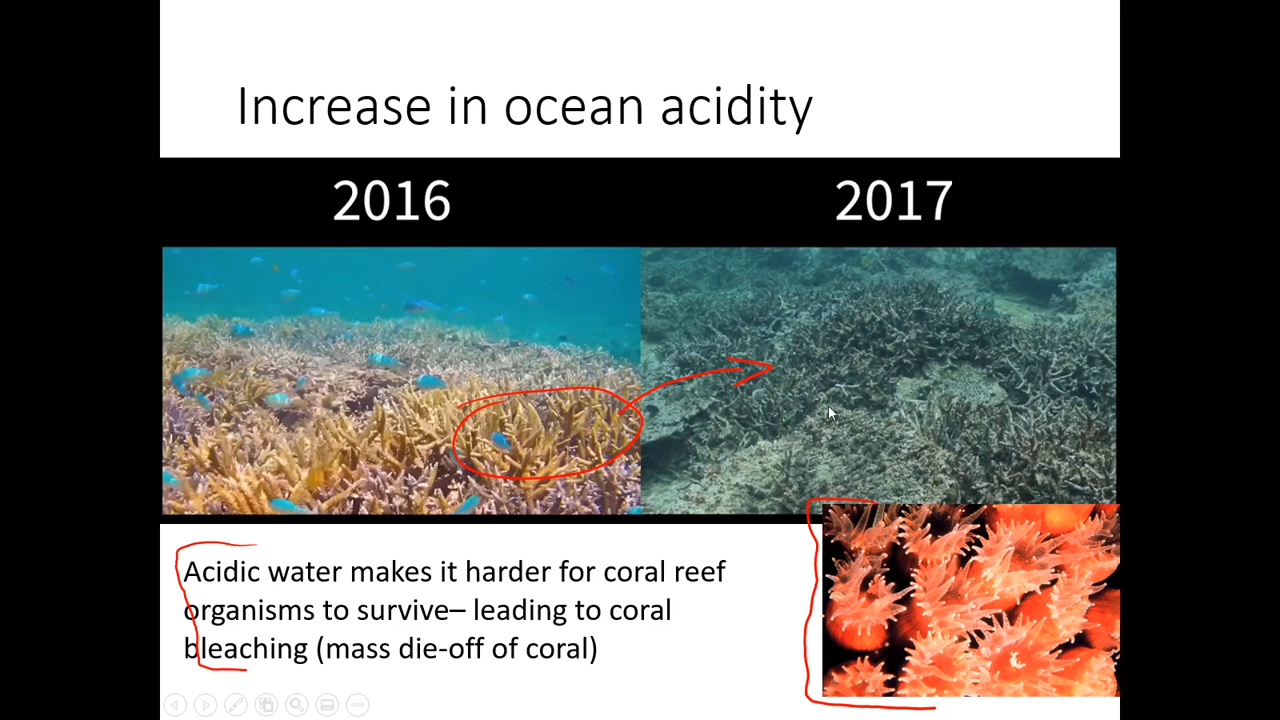 Increase in ocean acidity
2016
2017
Acidic water makes it harder for coral reef
organisms to survive– leading to coral
bleaching (mass die-off of coral)